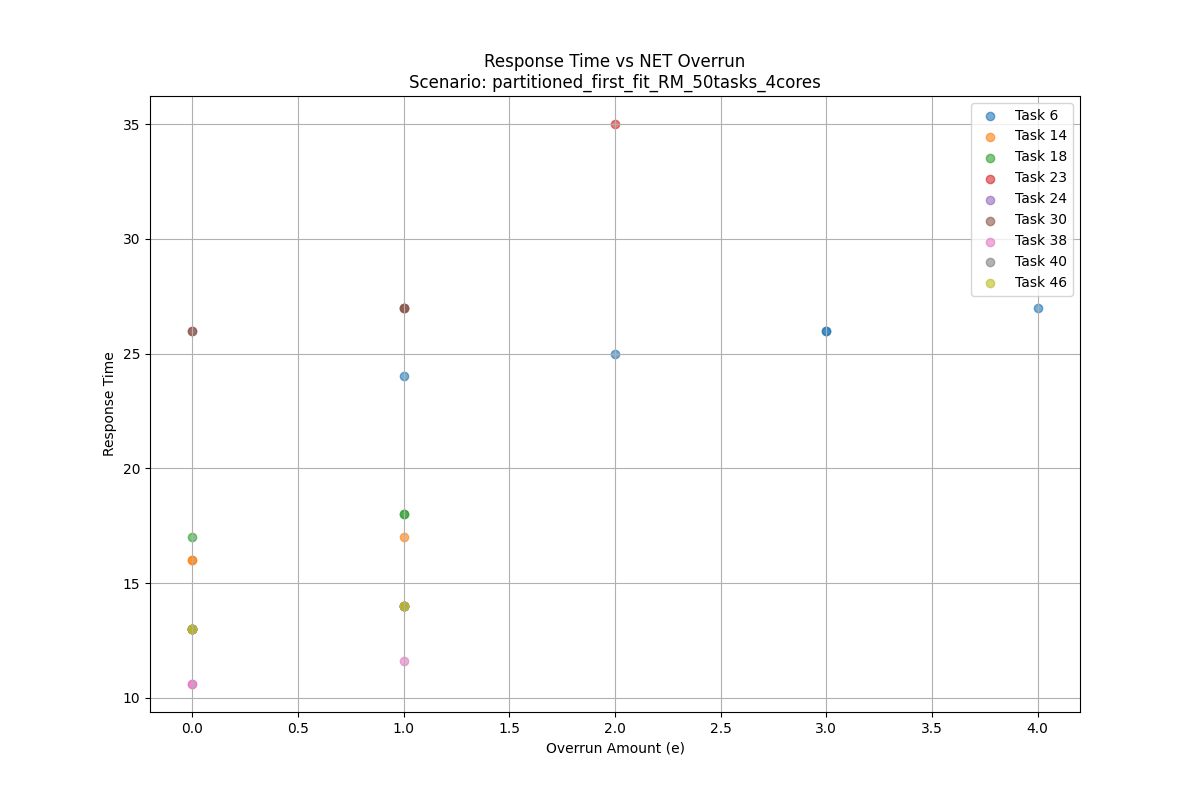 Response Time vs NET Overrun
Scenario: partitioned_first_fit_RM_50tasks_4cores
35
30
25
20
15
10
Response Time
Task 6
Task 14
Task 18
Task 23
Task 24
Task 30
Task 38
Task 40
Task 46
0.0 0.5 1.0 1.5 2.0 2.5 3.0 3.5 4.0
Overrun Amount (e)